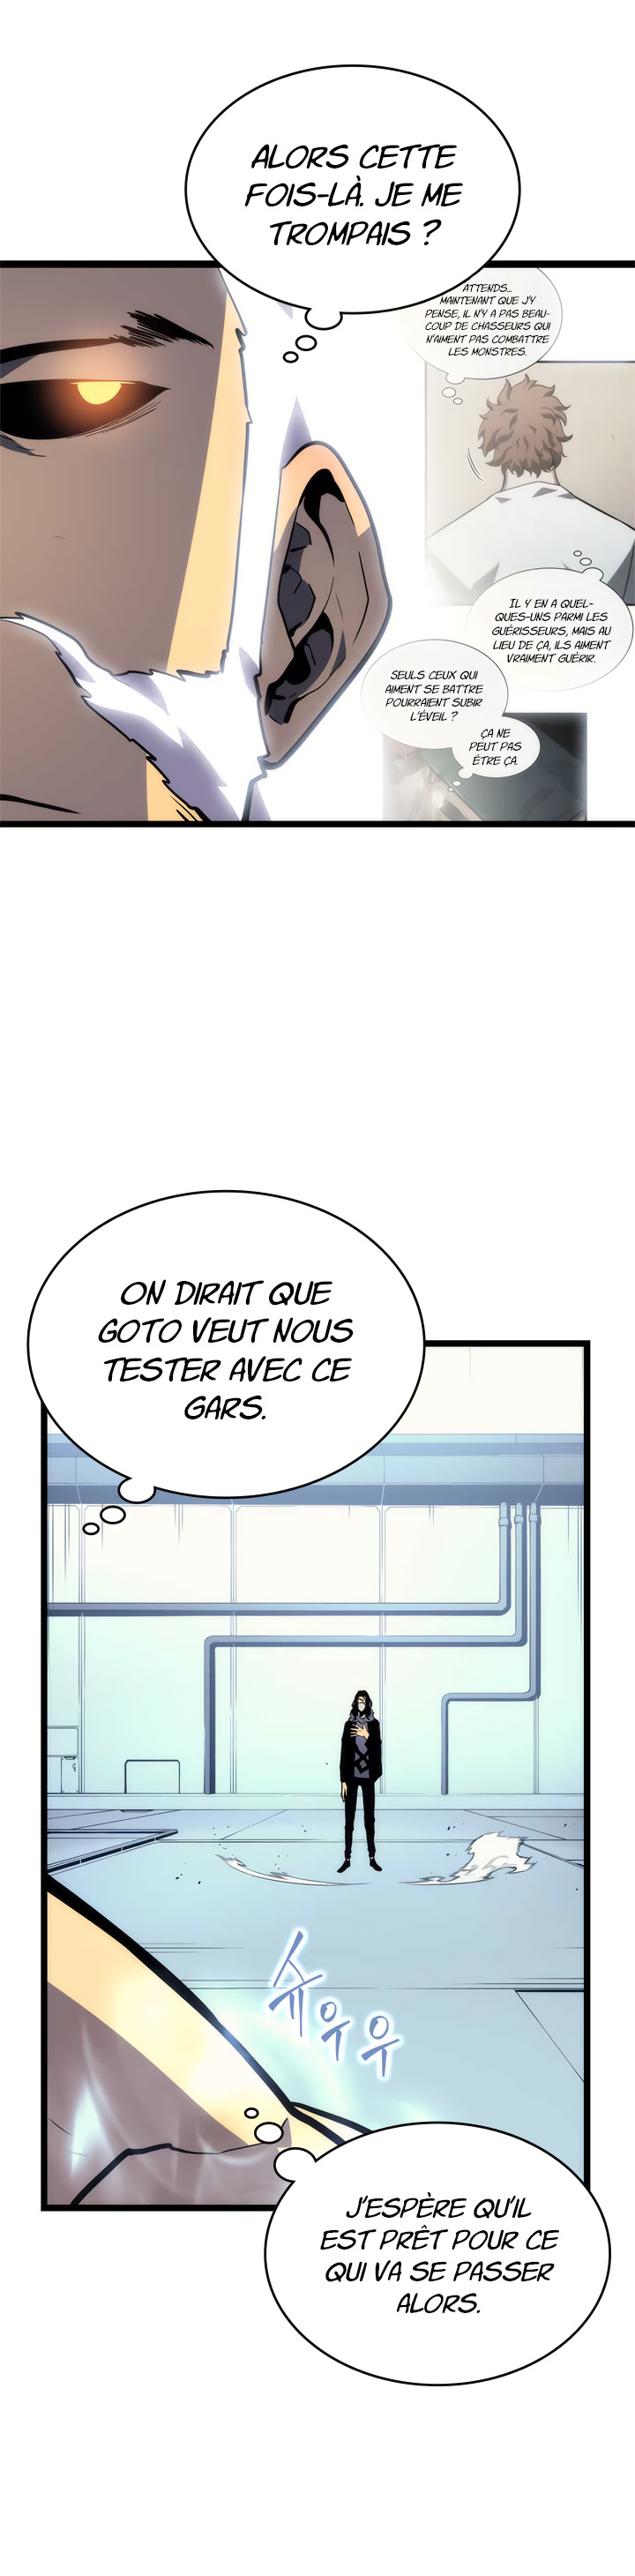 ALORS CETTE
FOIS-LÀ. JE ME
TROMPAIS ?
ATTENDS...
MAINTENANT QUE J'Y
PENSE, IL N'Y A PAS BEAU-
COUP DE CHASSEURS QUI
N'AIMENT PAS COMBATTRE
LES MONSTRES.
IL Y EN A QUEL-
QUES-UNS PARMI LES
GUÉRISSEURS, MAIS AU
LIEU DE ÇA, ILS AIMENT
VRAIMENT GUÉRIR.
SEULS CEUX QUI
AIMENT SE BATTRE
POURRAIENT SUBIR
L'ÉVEIL ?
ÇA NE
PEUT PAS
ÊTRE ÇA.
ON DIRAIT QUE
GOTO VEUT NOUS
TESTER AVEC CE
GARS.
슈우우
J'ESPÈRE QU'IL
EST PRÊT POUR CE
QUI VA SE PASSER
ALORS.